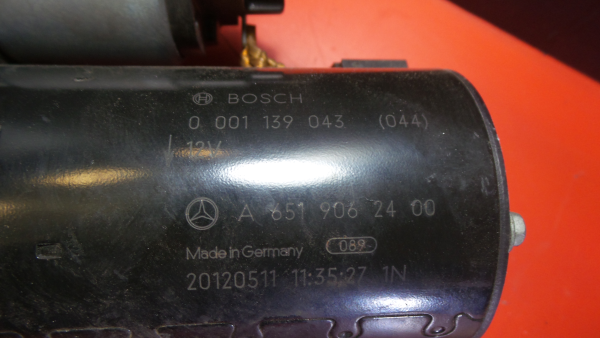 BOSCH
0 001 139 043 (044)
12V
A 651 906 24 00
Made in Germany 089
20120511 11:35:27 1N